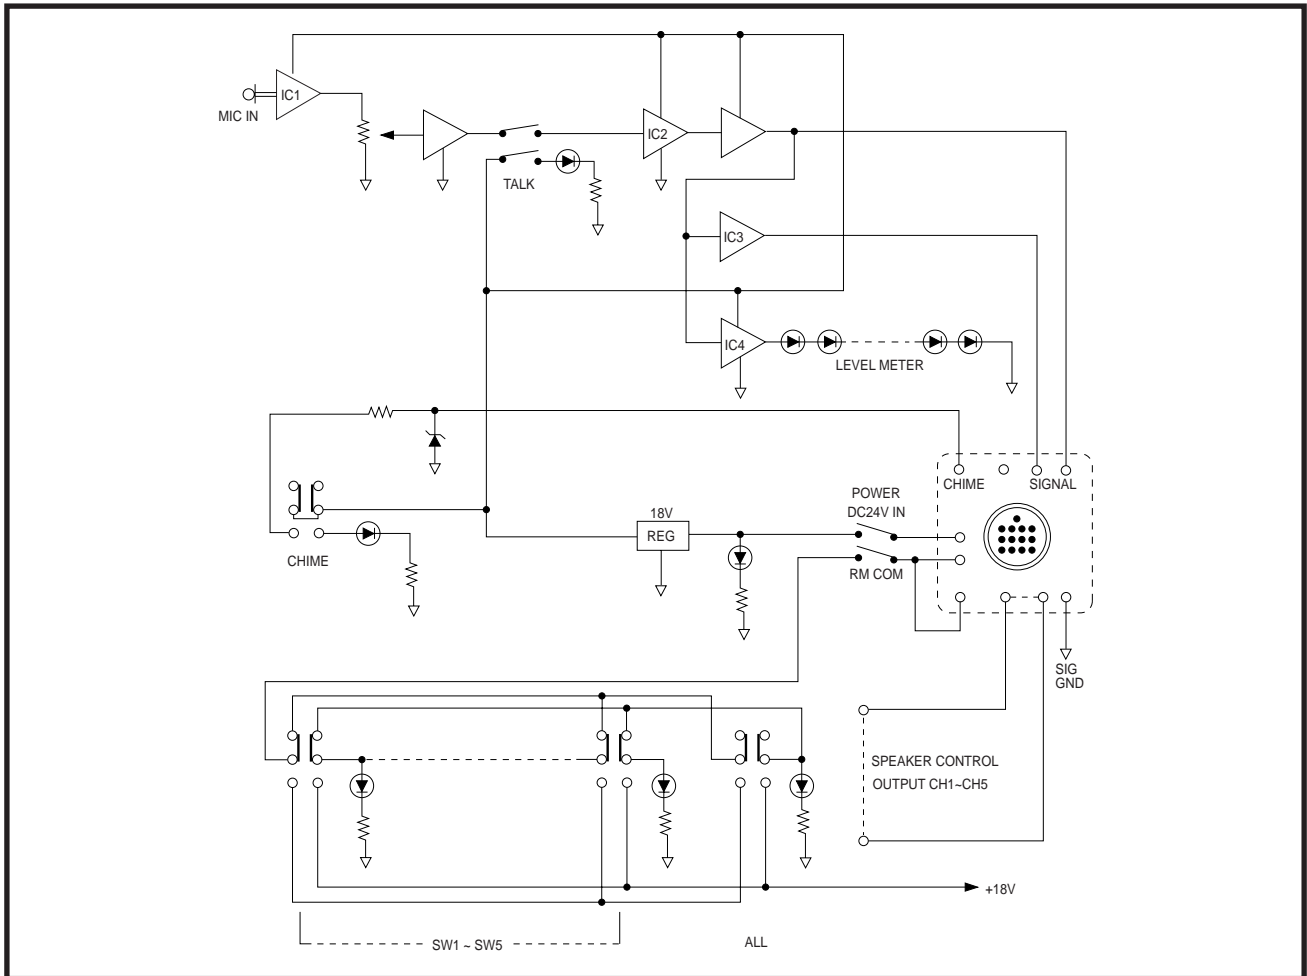 IC1
MIC IN
IC2
TALK
IC3
IC4
LEVEL METER
CHIME
SIGNAL
POWER
DC24V IN
18V
REG
CHIME
RM COM
SIG
GND
SPEAKER CONTROL
OUTPUT CH1~CH5
+18V
SW1 ~ SW5
ALL